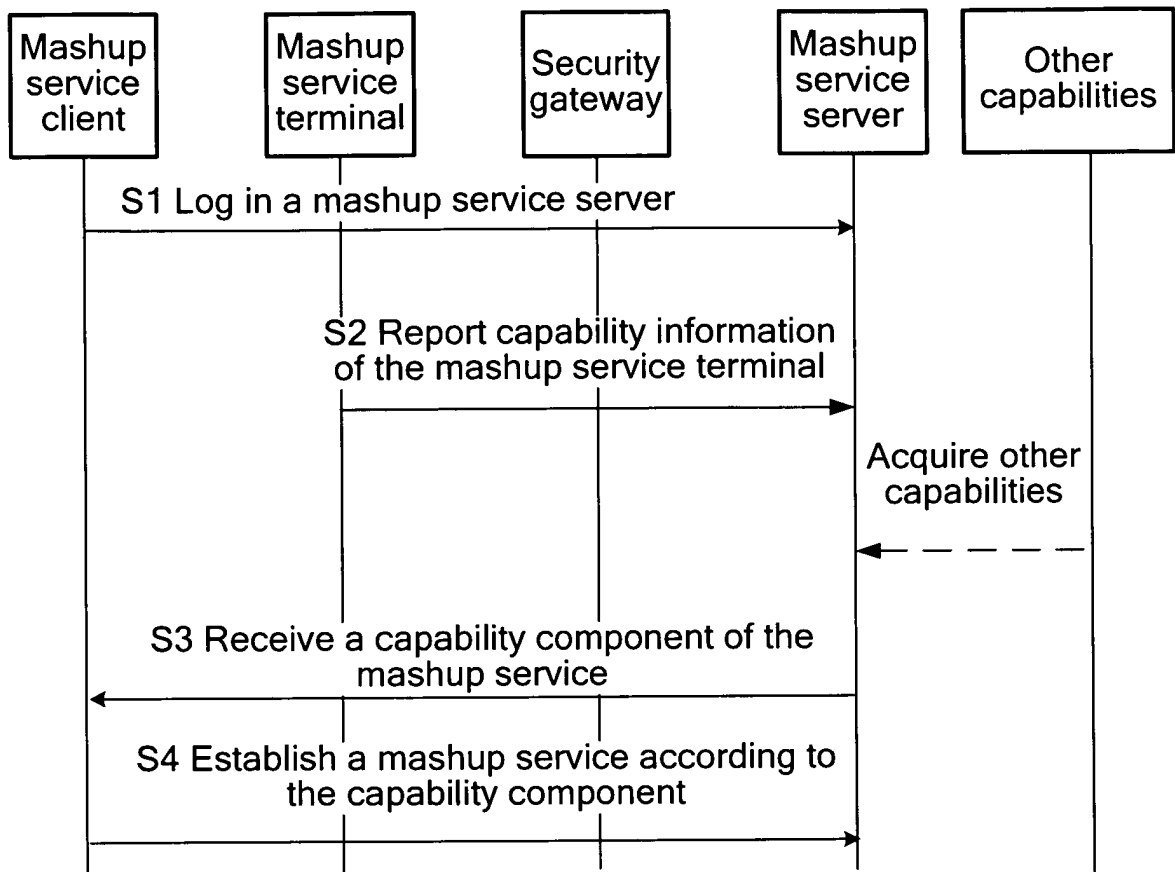 Mashup
service
client
Mashup
service
terminal
Security
gateway
Mashup
service
server
Other
capabilities
S1 Log in a mashup service server
S2 Report capability information
of the mashup service terminal
Acquire other
capabilities
S3 Receive a capability component of the
mashup service
S4 Establish a mashup service according to
the capability component